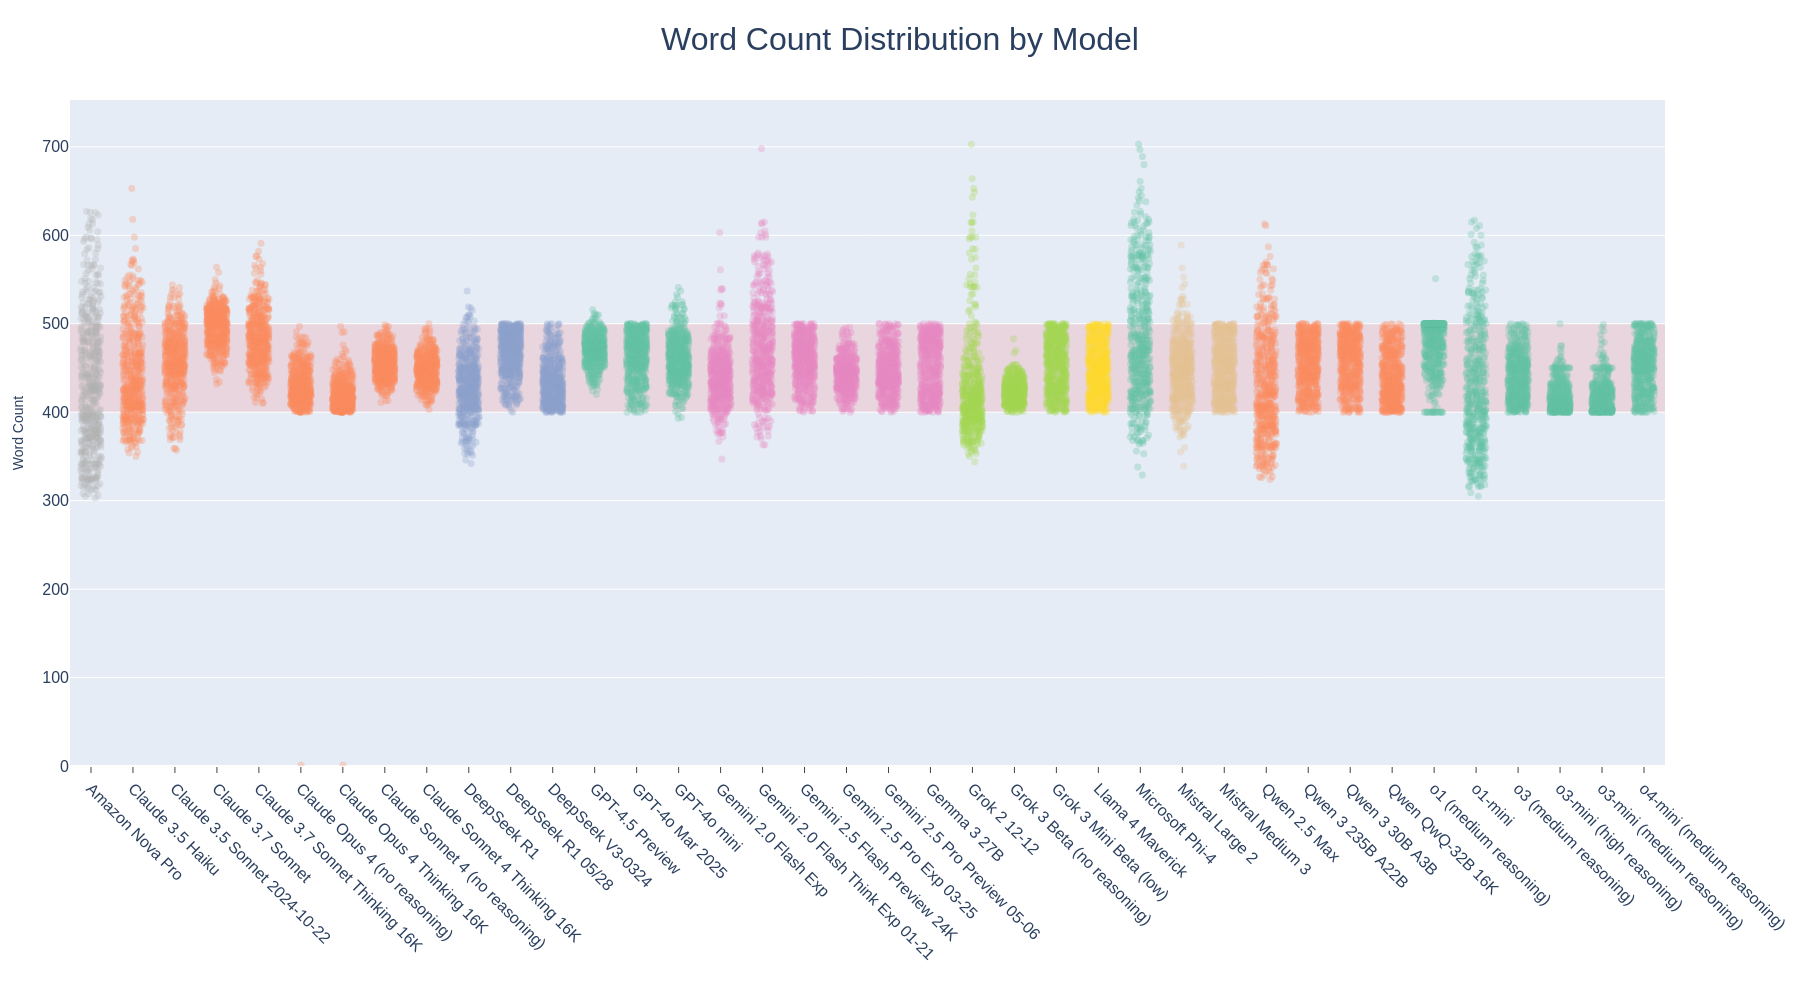 Word Count Distribution by Model
Word Count
700
600
500
400
300
200
100
0
Amazon Nova Pro
Claude 3.5 Haiku
Claude 3.5 Sonnet 2024-10-22
Claude 3.7 Sonnet
Claude 3.7 Sonnet Thinking 16K
Claude Opus 4 (no reasoning)
Claude Opus 4 Thinking 16K
Claude Sonnet 4 (no reasoning)
Claude Sonnet 4 Thinking 16K
DeepSeek R1
DeepSeek R1 05/28
DeepSeek V3-0324
GPT-4.5 Preview
GPT-4o Mar 2025
GPT-4o mini
Gemini 2.0 Flash Exp
Gemini 2.0 Flash Think Exp 01-21
Gemini 2.5 Flash Preview 24K
Gemini 2.5 Pro Exp 03-25
Gemini 2.5 Pro Preview 05-06
Gemma 3 27B
Grok 2 12-12
Grok 3 Beta (no reasoning)
Grok 3 Mini Beta (low)
Llama 4 Maverick
Microsoft Phi-4
Mistral Large 2
Mistral Medium 3
Qwen 2.5 Max
Qwen 3 235B A22B
Qwen 3 30B A3B
Qwen QwQ-32B 16K
o1 (medium reasoning)
o1-mini
o3 (medium reasoning)
o3-mini (high reasoning)
o3-mini (medium reasoning)
o4-mini (medium reasoning)